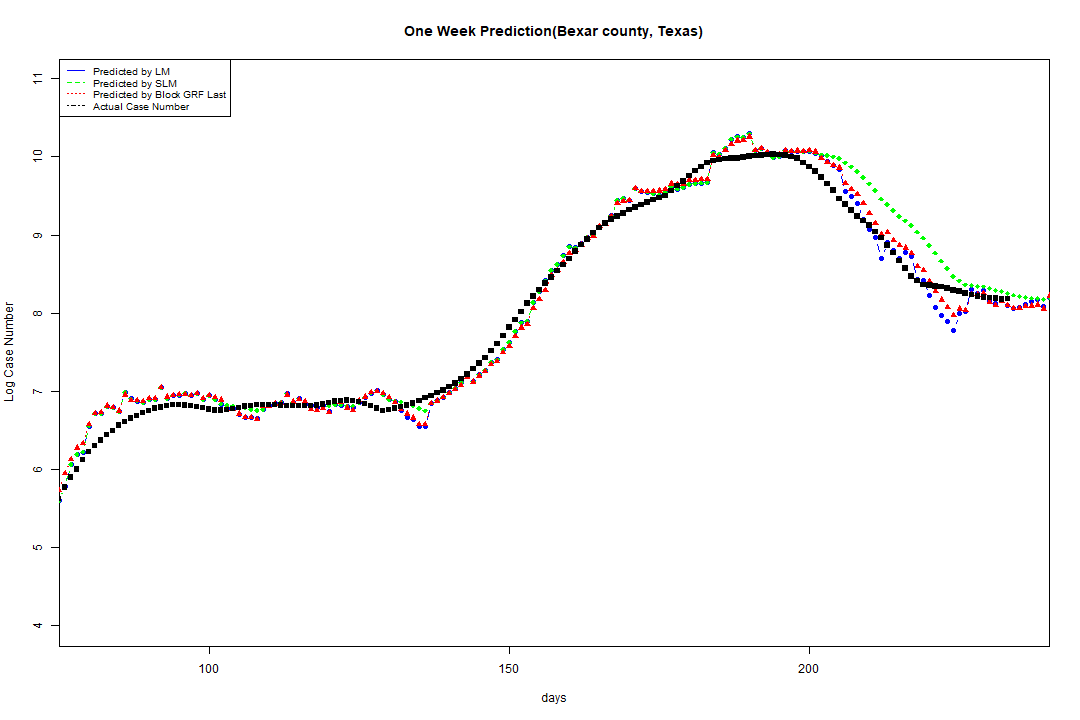 One Week Prediction(Bexar county, Texas)
Predicted by LM
Predicted by SLM
Predicted by Block GRF Last
Actual Case Number
11
10
9
8
7
6
5
4
Log Case Number
100
150
200
days